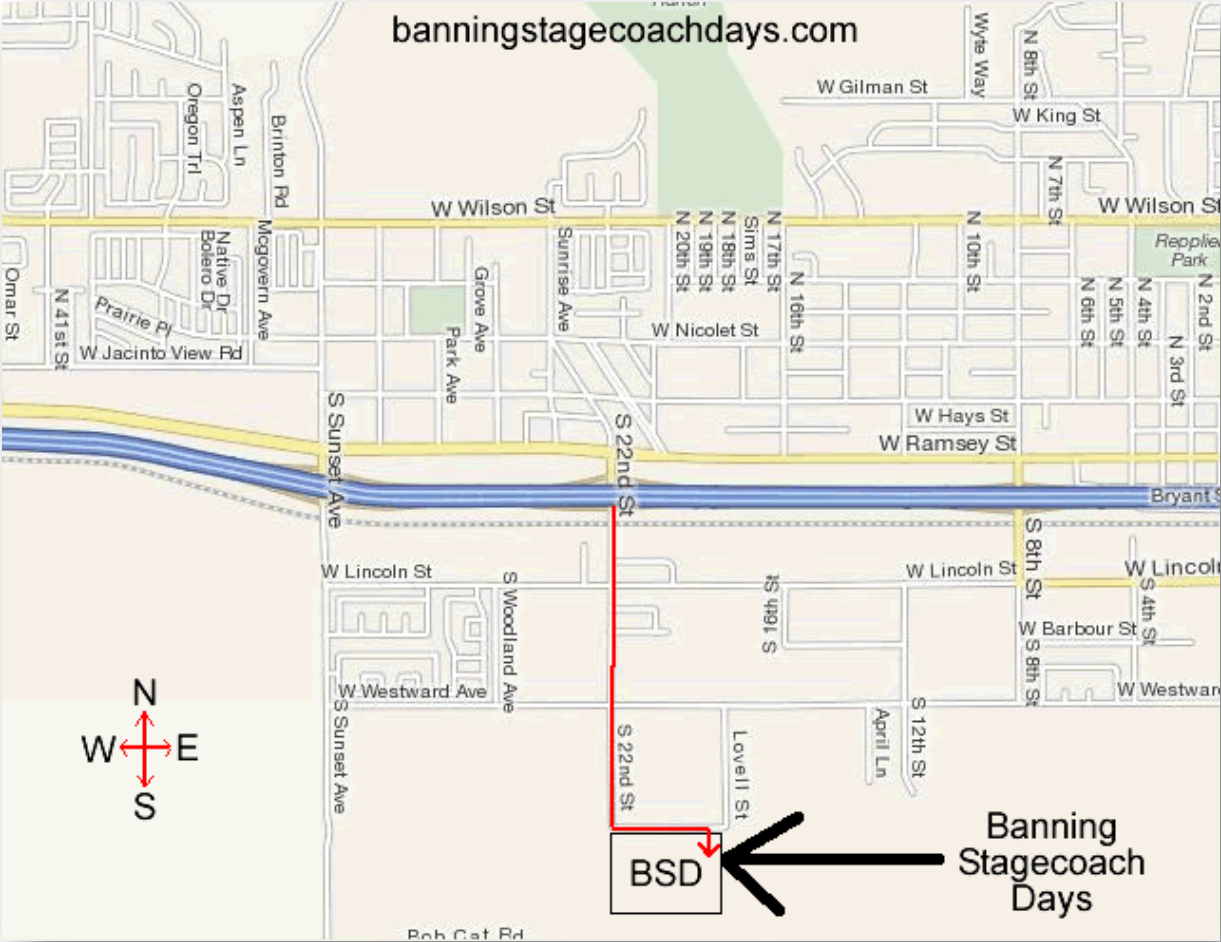 banningstagecoachdays.com
Wyte Way
N 8th St
W Gilman St
W King St
Aspen Ln
Oregon Trl
Brinton Rd
N 7th St
W Wilson St
W Wilson St
Repplier
Park
Mcgovern Ave
Native Dr
Bolero Dr
Sunrise Ave
N 20th St
N 19th St
N 18th St
Sims St
N 17th St
N 10th St
Omar St
N 41st St
Prairie Pl
Grove Ave
N 16th St
N 6th St
N 5th St
N 4th St
N 2nd St
W Nicolet St
W Jacinto View Rd
Park Ave
N 3rd St
S Sunset Ave
S 22nd St
W Hays St
W Ramsey St
Bryant S
W Lincoln St
S Woodland Ave
S 16th St
W Lincoln St
S 8th St
W Lincoln
S 4th St
W Barbour St
S 8th St
W Westward Ave
W Westward
N
W E
S
S Sunset Ave
S 22nd St
Lovell St
April Ln
S 12th St
BSD
Banning
Stagecoach
Days
Bob Cat Rd